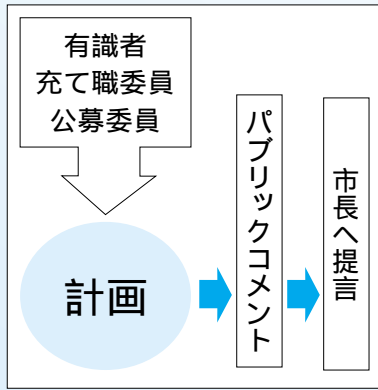 有識者
充て職委員
公募委員
計画
パブリックコメント
市長へ提言